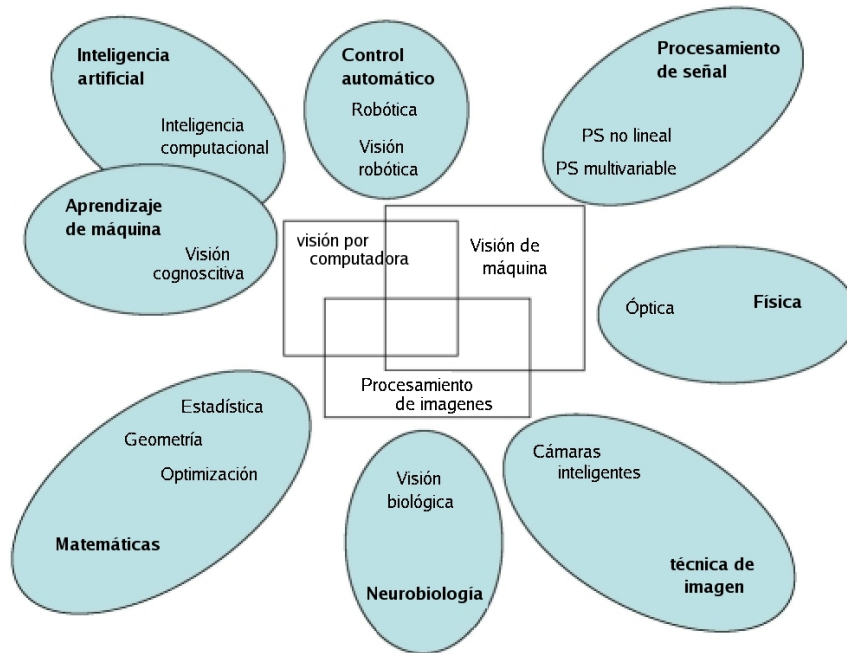 Inteligencia
artificial
Inteligencia
computacional
Control
automático
Robótica
Visión
robótica
Procesamiento
de señal
PS no lineal
PS multivariable
Aprendizaje
de máquina
Visión
cognoscitiva
visión por
computadora
Visión de
máquina
Procesamiento
de imagenes
Óptica
Física
Estadística
Geometría
Optimización
Matemáticas
Visión
biológica
Neurobiología
Cámaras
inteligentes
técnica de
imagen